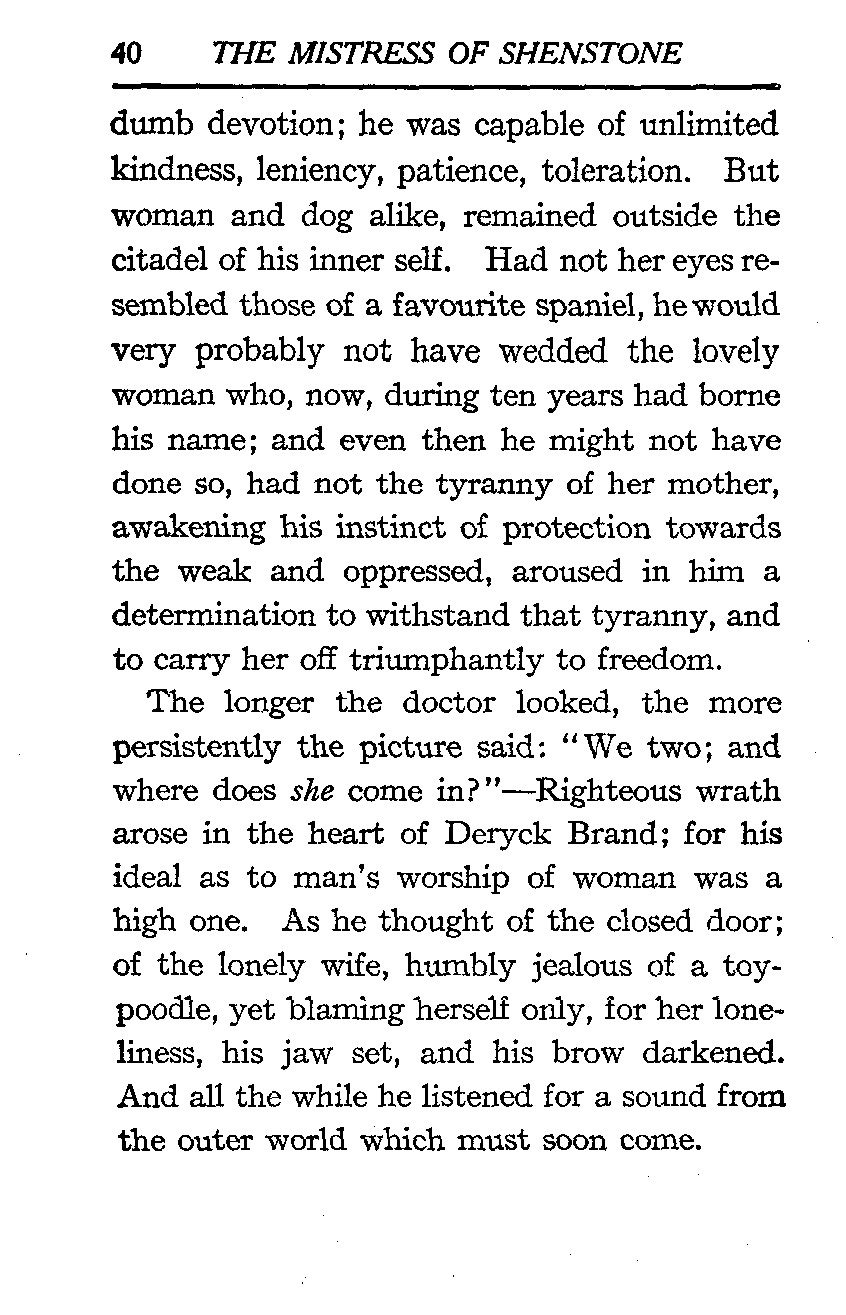 40 THE MISTRESS OF SHENSTONE
dumb devotion; he was capable of unlimited
kindness, leniency, patience, toleration. But
woman and dog alike, remained outside the
citadel of his inner self. Had not her eyes re-
sembled those of a favourite spaniel, he would
very probably not have wedded the lovely
woman who, now, during ten years had borne
his name; and even then he might not have
done so, had not the tyranny of her mother,
awakening his instinct of protection towards
the weak and oppressed, aroused in him a
determination to withstand that tyranny, and
to carry her off triumphantly to freedom.
The longer the doctor looked, the more
persistently the picture said: "We two; and
where does she come in?"—Righteous wrath
arose in the heart of Deryck Brand; for his
ideal as to man's worship of woman was a
high one. As he thought of the closed door;
of the lonely wife, humbly jealous of a toy-
poodle, yet blaming herself only, for her lone-
liness, his jaw set, and his brow darkened.
And all the while he listened for a sound from
the outer world which must soon come.